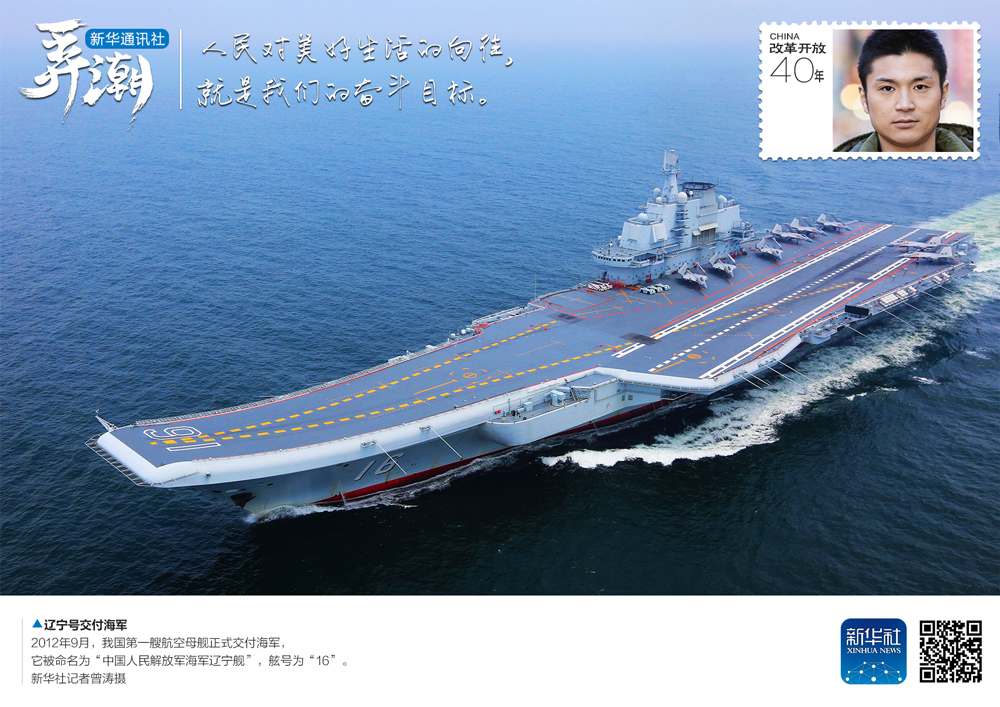 弄潮
新华通讯社
人民对美好生活的向往，
就是我们的奋斗目标。
CHINA
改革开放
40年
16
16
▲辽宁号交付海军
2012年9月，我国第一艘航空母舰正式交付海军，
它被命名为“中国人民解放军海军辽宁舰”，舷号为“16”。
新华社记者曾涛摄
新华社
XINHUA NEWS